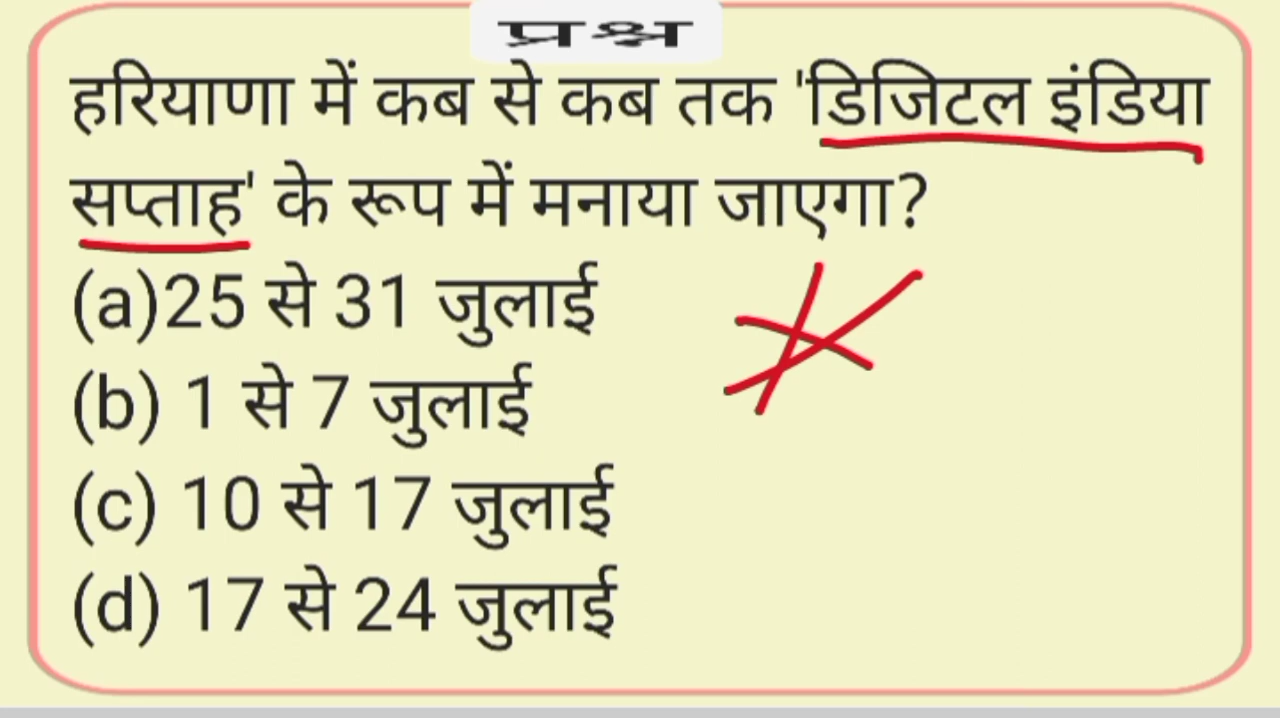 प्रश्न
हरियाणा में कब से कब तक 'डिजिटल इंडिया
सप्ताह' के रूप में मनाया जाएगा?
(a)25 से 31 जुलाई
(b) 1 से 7 जुलाई
(c) 10 से 17 जुलाई
(d) 17 से 24 जुलाई